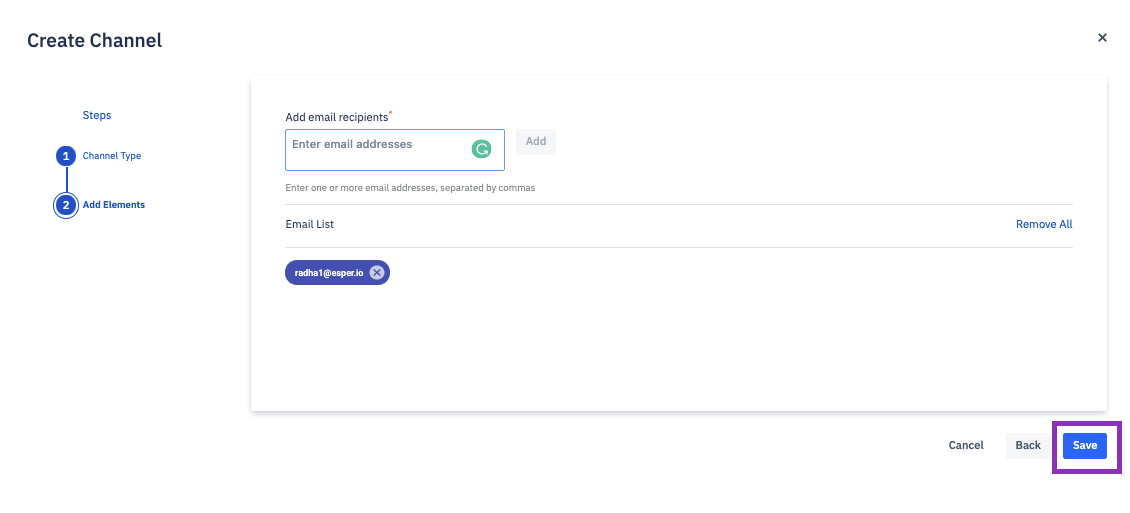 Create Channel
×
Steps
1 Channel Type
2 Add Elements
Add email recipients*
Enter email addresses
Add
Enter one or more email addresses, separated by commas
Email List
Remove All
radha1@esper.io
Cancel
Back
Save